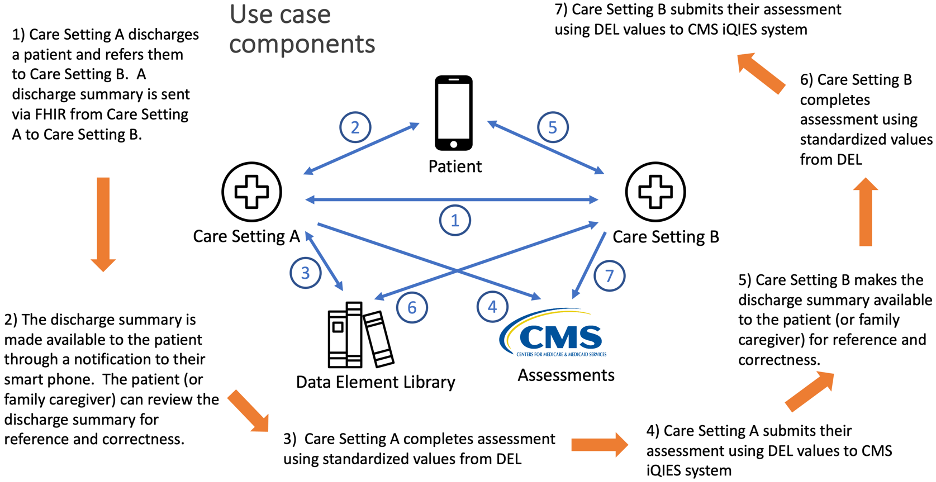 Use case
components
1) Care Setting A discharges
a patient and refers them
to Care Setting B.  A
discharge summary is sent
via FHIR from Care Setting
A to Care Setting B.
2) The discharge summary is
made available to the patient
through a notification to their
smart phone.  The patient (or
family caregiver) can review the
discharge summary for
reference and correctness.
3)  Care Setting A completes assessment
using standardized values from DEL
4) Care Setting A submits their
assessment using DEL values to CMS
iQIES system
5) Care Setting B makes the
discharge summary available
to the patient (or family
caregiver) for reference and
correctness.
6) Care Setting B
completes
assessment using
standardized values
from DEL
7) Care Setting B submits their assessment
using DEL values to CMS iQIES system
Patient
2
5
Care Setting A
1
Care Setting B
3
6
4
7
Data Element Library
CMS
CENTERS FOR MEDICARE & MEDICAID SERVICES
Assessments